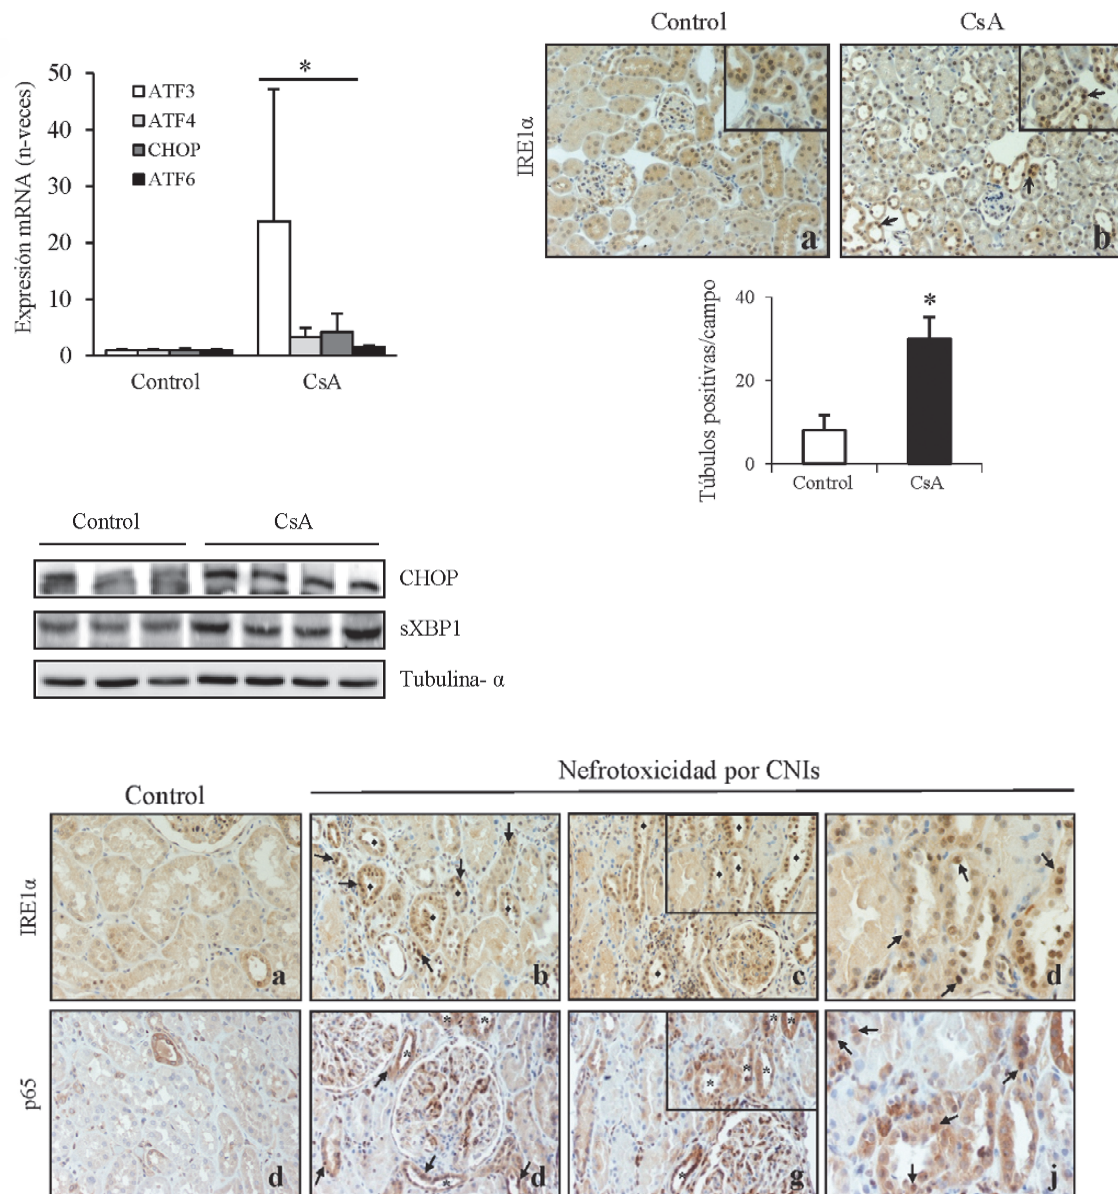 50
40
30
20
10
0
Expresión mRNA (n-veces)
*
ATF3
ATF4
CHOP
ATF6
Control
CsA
Control
CsA
IRE1α
a
b
40
20
0
Túbulos positivas/campo
*
Control
CsA
Control
CsA
CHOP
sXBP1
Tubulina- α
Nefrotoxicidad por CNIs
Control
IRE1α
a
b
c
d
p65
d
d
g
j